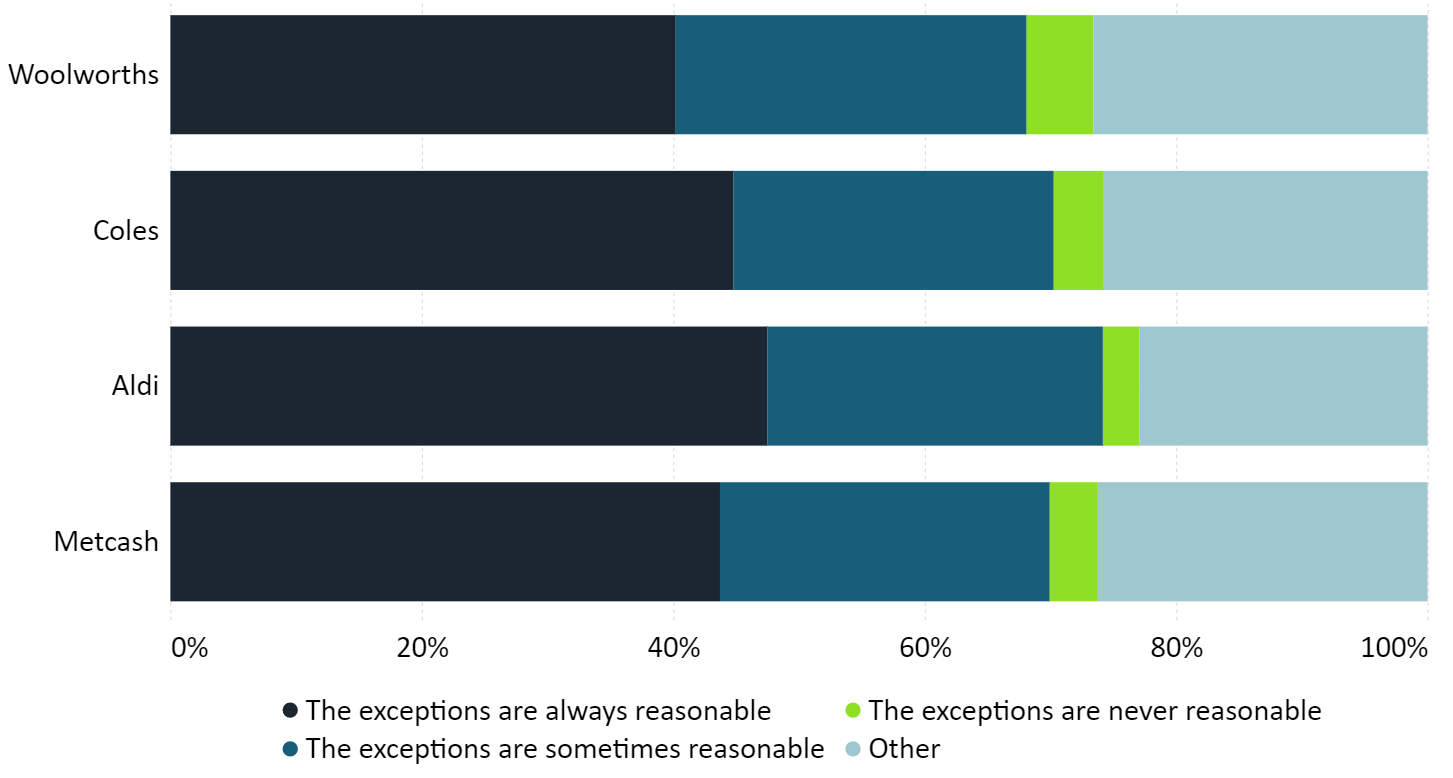 Woolworths
Coles
Aldi
Metcash
0% 20% 40% 60% 80% 100%
The exceptions are always reasonable The exceptions are never reasonable
The exceptions are sometimes reasonable Other